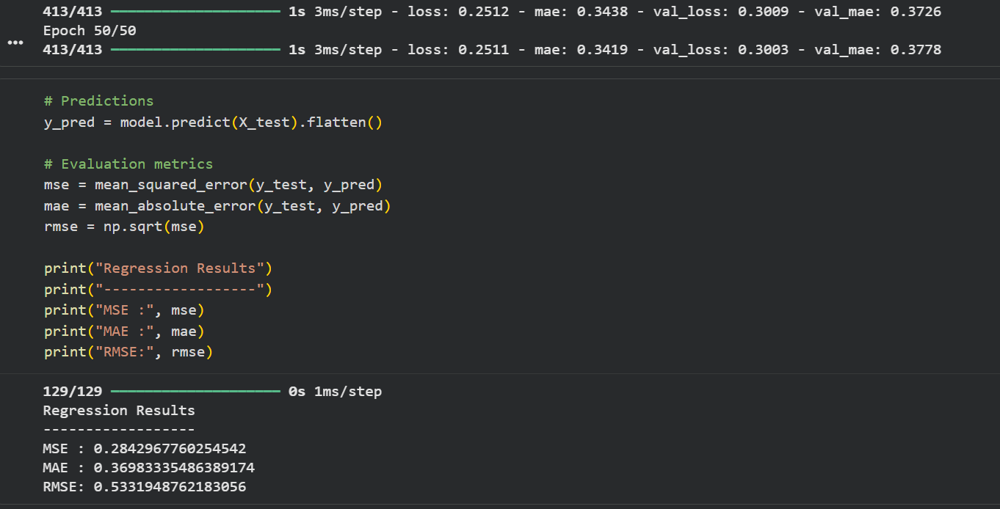 413/413 ━━━━━━━━━━━━━━━━━━━━ 1s 3ms/step - loss: 0.2512 - mae: 0.3438 - val_loss: 0.3009 - val_mae: 0.3726
Epoch 50/50
413/413 ━━━━━━━━━━━━━━━━━━━━ 1s 3ms/step - loss: 0.2511 - mae: 0.3419 - val_loss: 0.3003 - val_mae: 0.3778
# Predictions
y_pred = model.predict(X_test).flatten()
# Evaluation metrics
mse = mean_squared_error(y_test, y_pred)
mae = mean_absolute_error(y_test, y_pred)
rmse = np.sqrt(mse)
print("Regression Results")
print("------------------")
print("MSE :", mse)
print("MAE :", mae)
print("RMSE:", rmse)
129/129 ━━━━━━━━━━━━━━━━━━━━ 0s 1ms/step
Regression Results
------------------
MSE : 0.2842967760254542
MAE : 0.36983335486389174
RMSE: 0.5331948762183056